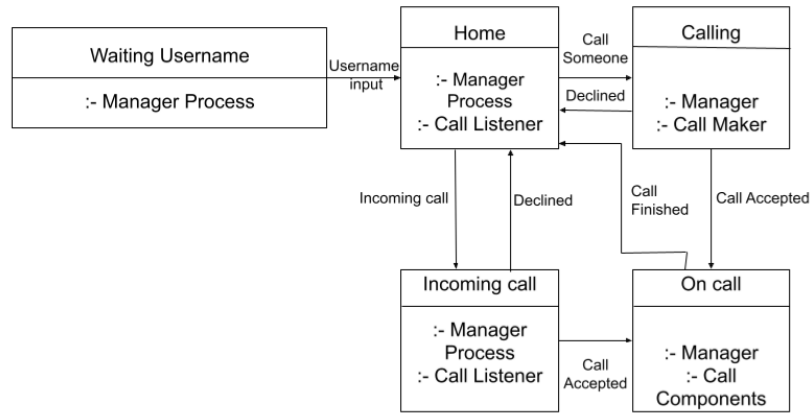 Waiting Username
:- Manager Process
Username
input
Home
:- Manager
Process
:- Call Listener
Call
Someone
Declined
Calling
:- Manager
:- Call Maker
Incoming call
Declined
Call
Finished
Call Accepted
Incoming call
:- Manager
Process
:- Call Listener
Call
Accepted
On call
:- Manager
:- Call
Components